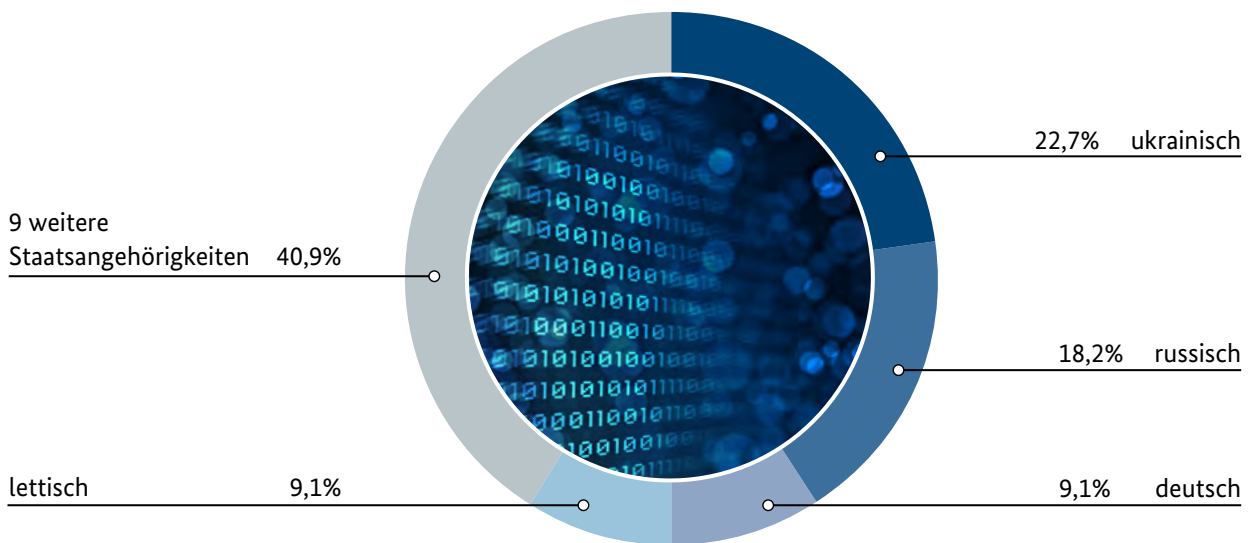 22,7% ukrainisch
9 weitere
Staatsangehörigkeiten 40,9%
18,2% russisch
lettisch 9,1%
9,1% deutsch